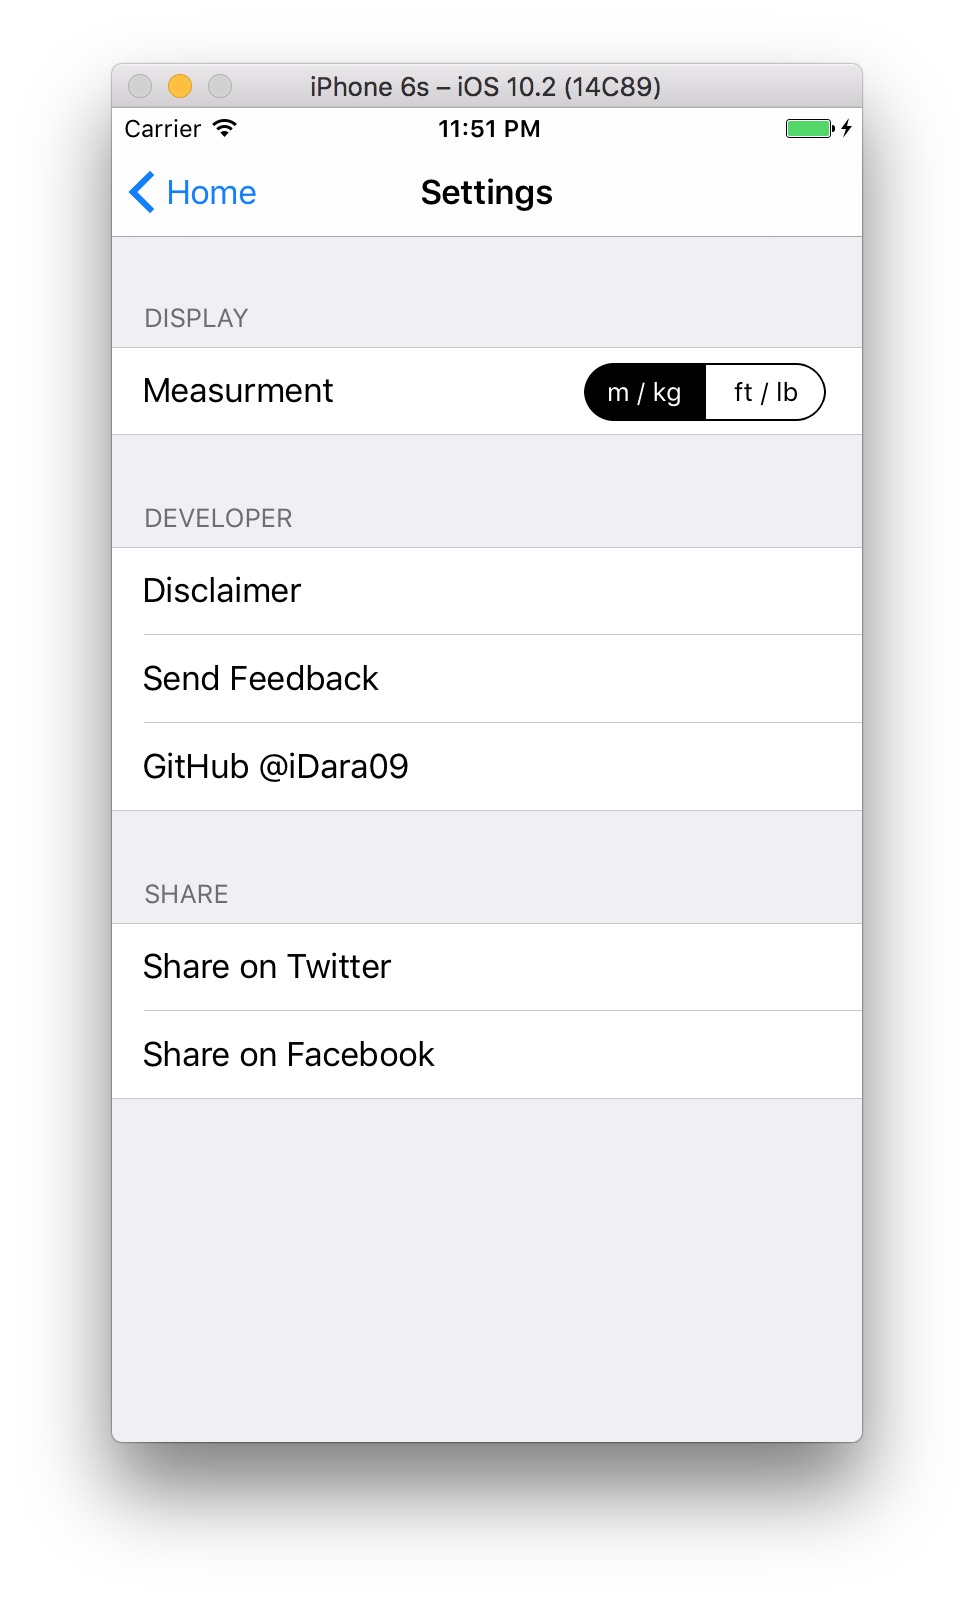 iPhone 6s – iOS 10.2 (14C89)
Carrier 11:51 PM
Home Settings
DISPLAY
Measurment m / kg ft / lb
DEVELOPER
Disclaimer
Send Feedback
GitHub @iDara09
SHARE
Share on Twitter
Share on Facebook